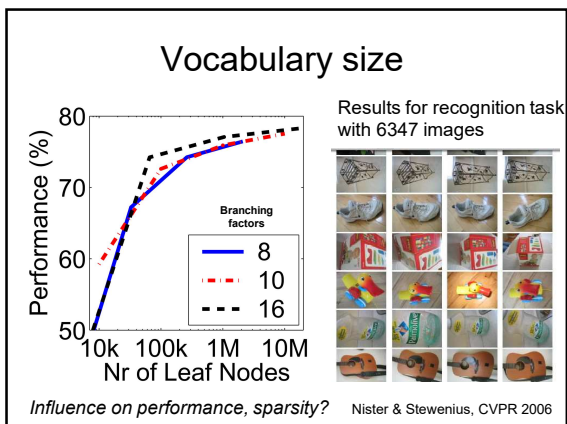 Vocabulary size
Results for recognition task
with 6347 images
80
70
60
50
Performance (%)
Branching
factors
8
10
16
10k 100k 1M 10M
Nr of Leaf Nodes
Influence on performance, sparsity?
Nister & Stewenius, CVPR 2006